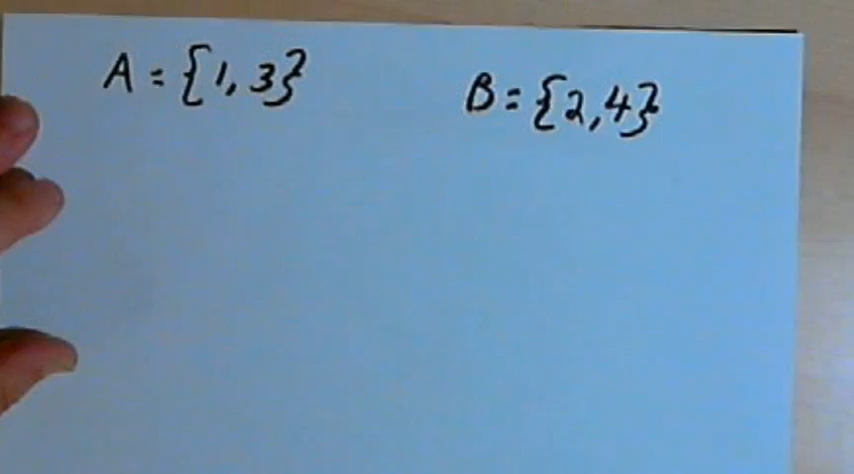 A = {1, 3} B = {2, 4}